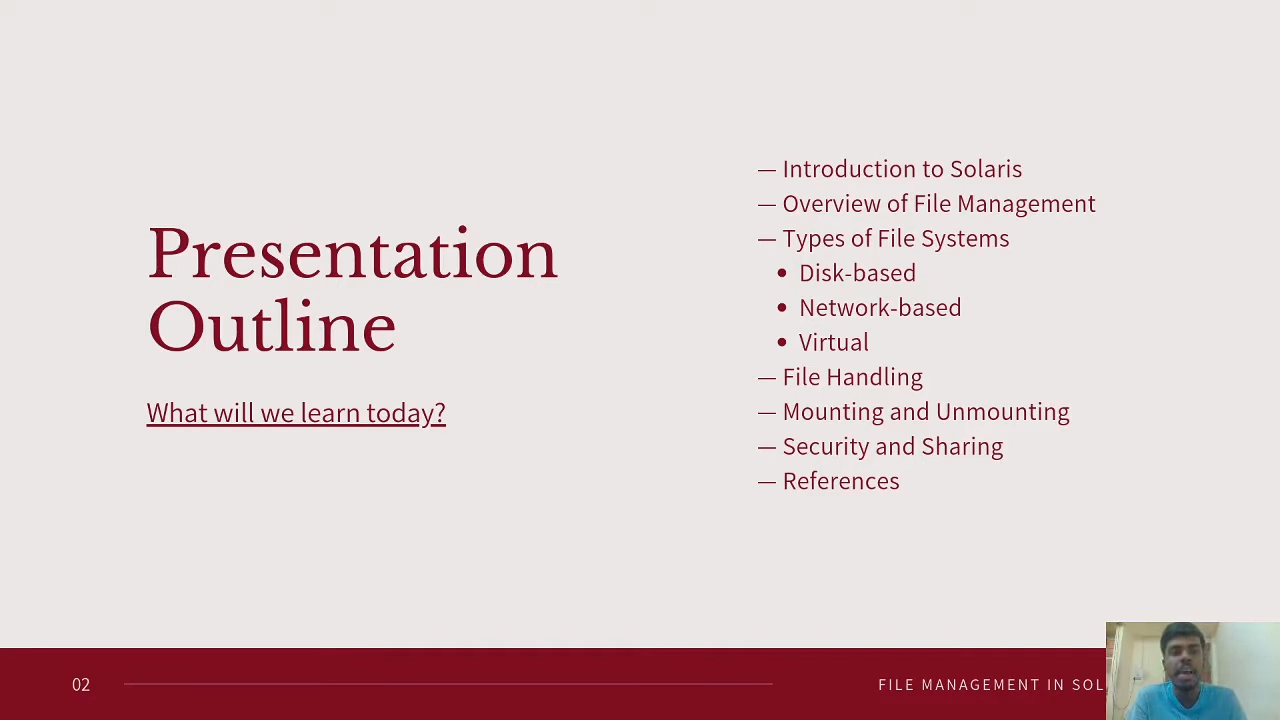 Presentation
Outline
What will we learn today?
— Introduction to Solaris
— Overview of File Management
— Types of File Systems
• Disk-based
• Network-based
• Virtual
— File Handling
— Mounting and Unmounting
— Security and Sharing
— References
02
FILE MANAGEMENT IN SOL